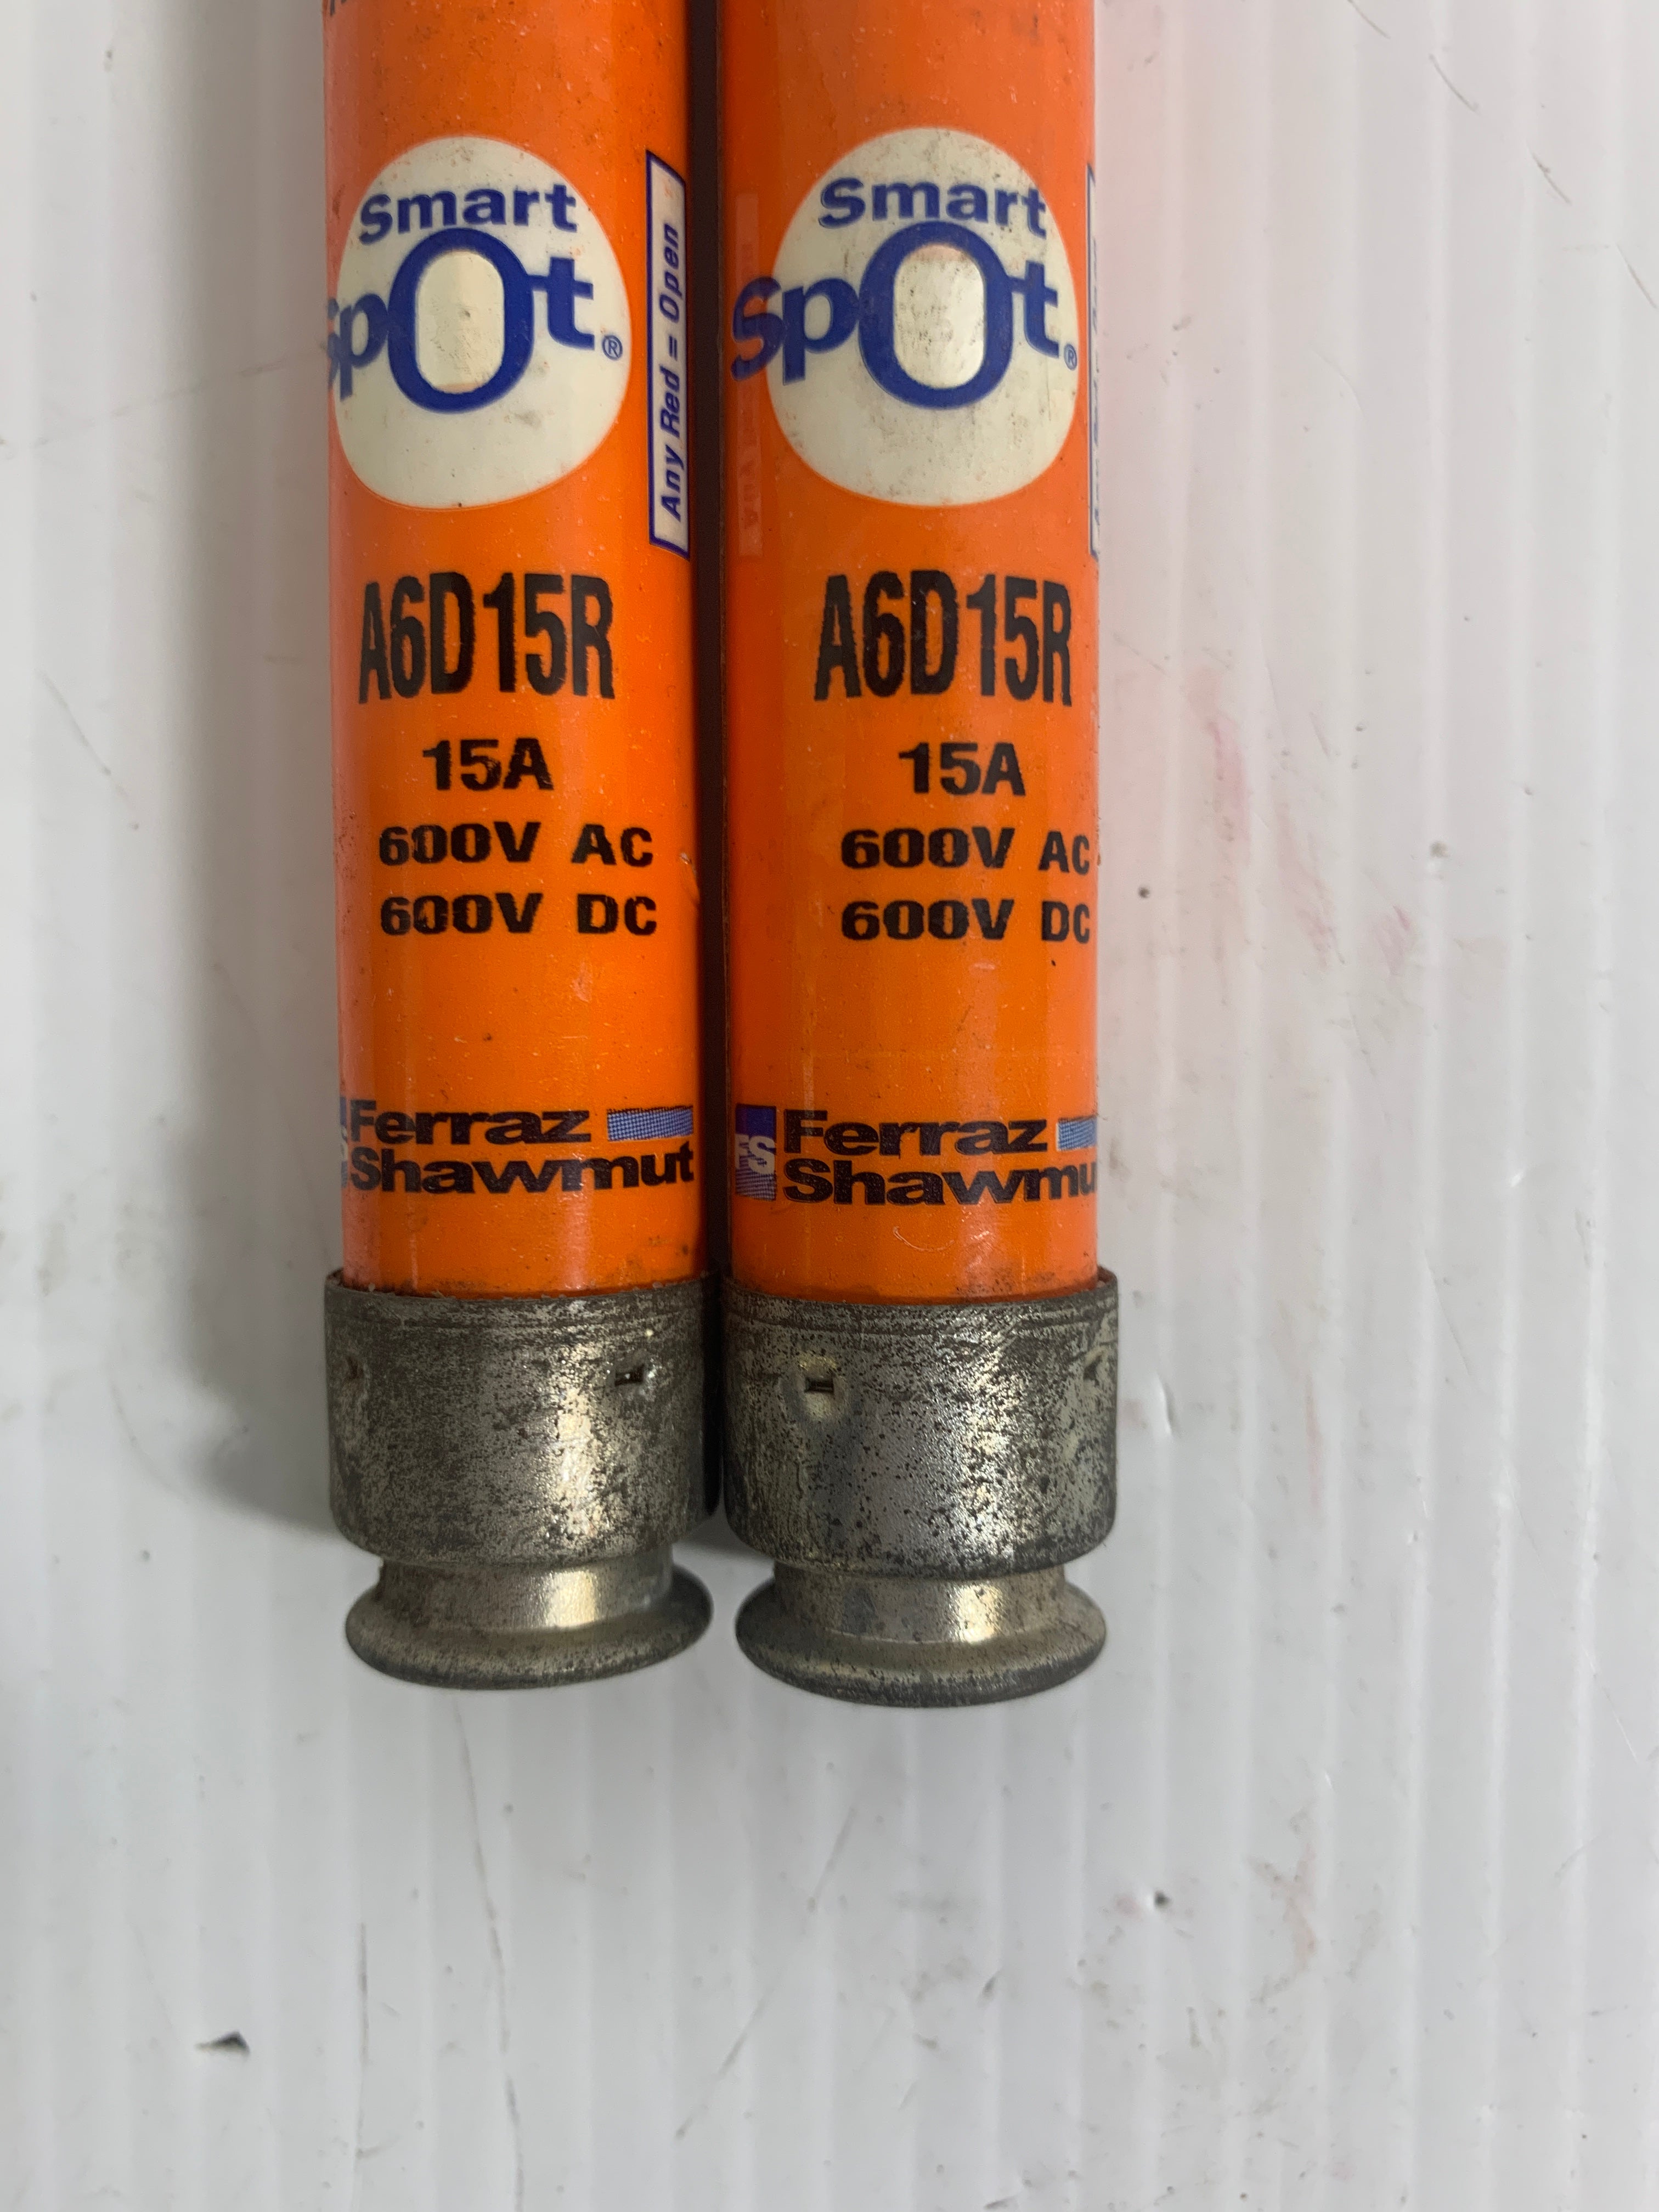 Smart
Spot®
Any Red = Open
A6D15R
15A
600V AC
600V DC
Ferraz
Shawmut
Smart
Spot®
A6D15R
15A
600V AC
600V DC
FS Ferraz
Shawmu